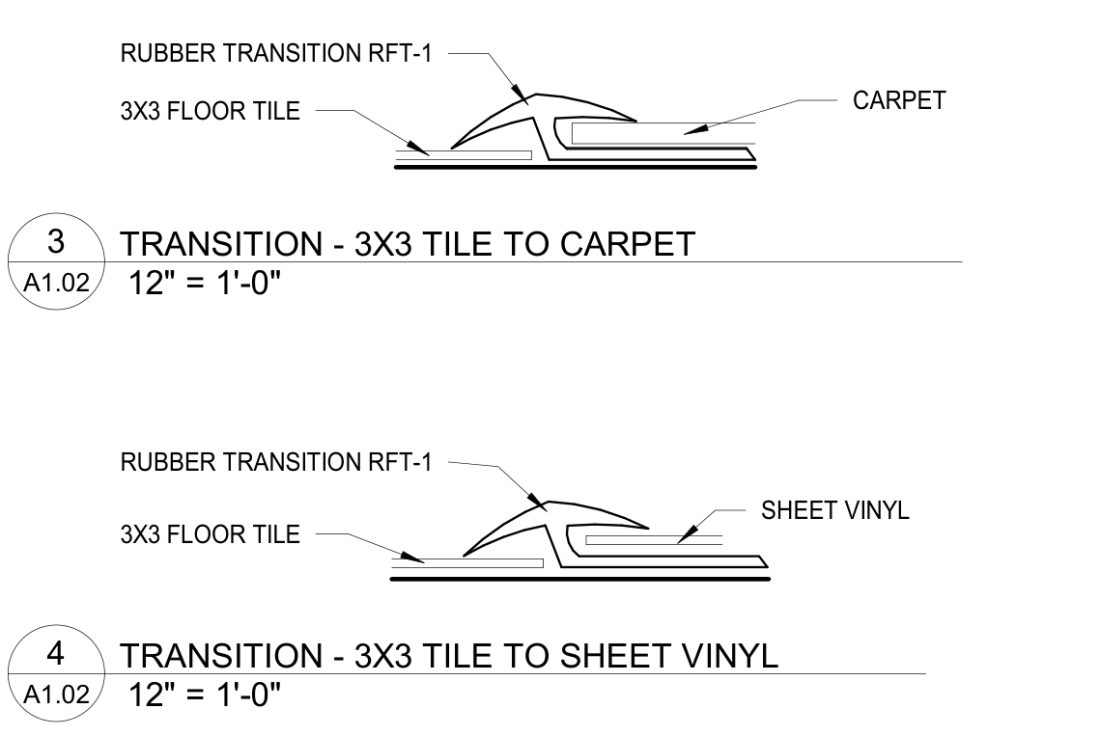 RUBBER TRANSITION RFT-1
3X3 FLOOR TILE
CARPET
3
TRANSITION - 3X3 TILE TO CARPET
A1.02
12" = 1'-0"
RUBBER TRANSITION RFT-1
SHEET VINYL
3X3 FLOOR TILE
4
TRANSITION - 3X3 TILE TO SHEET VINYL
A1.02
12" = 1'-0"